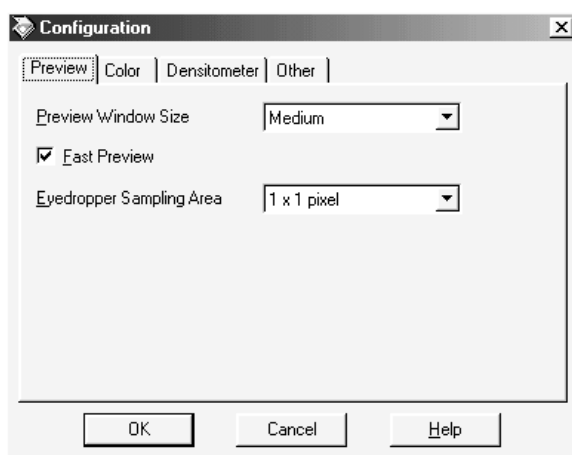 Configuration
Preview Color Densitometer Other
Preview Window Size Medium
Fast Preview
Eyedropper Sampling Area 1 x 1 pixel
OK Cancel Help